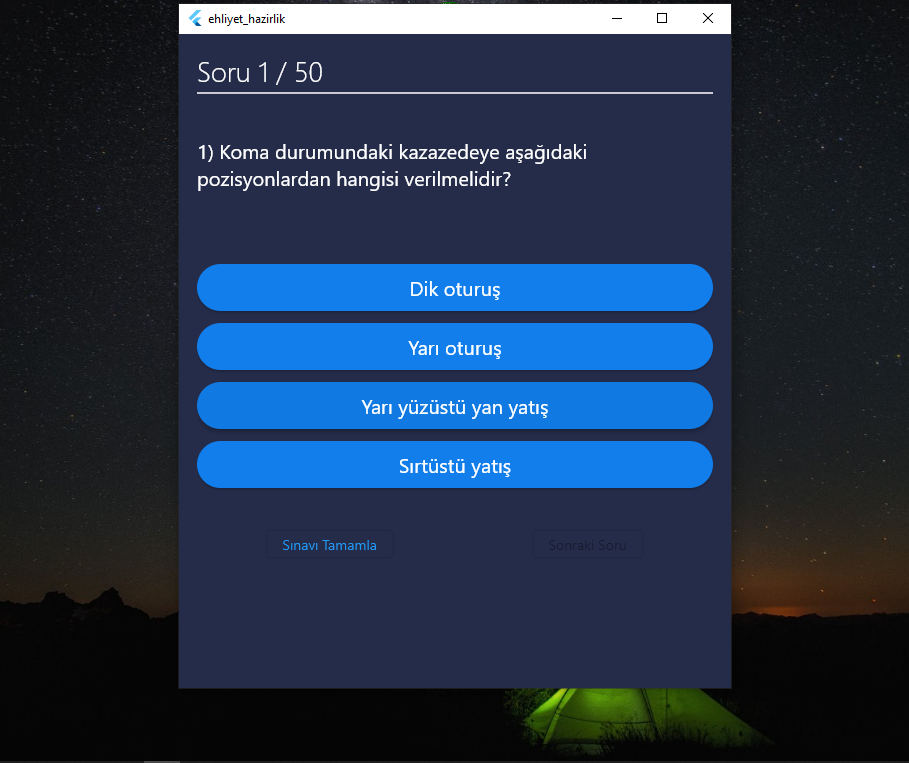 ehliyet_hazirlik
Soru 1 / 50
1) Koma durumundaki kazazedeye aşağıdaki
pozisyonlardan hangisi verilmelidir?
Dik oturuş
Yarı oturuş
Yarı yüzüstü yan yatış
Sırtüstü yatış
Sınavı Tamamla
Sonraki Soru